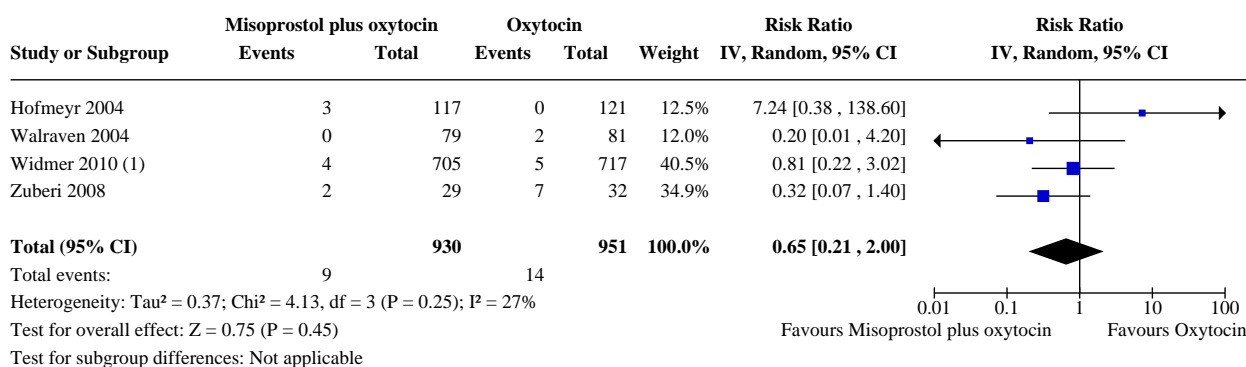 Misoprostol plus oxytocin Oxytocin Risk Ratio Risk Ratio
Study or Subgroup Events Total Events Total Weight IV, Random, 95% CI IV, Random, 95% CI
Hofmeyr 2004 3 117 0 121 12.5% 7.24 [0.38 , 138.60]
Walraven 2004 0 79 2 81 12.0% 0.20 [0.01 , 4.20]
Widmer 2010 (1) 4 705 5 717 40.5% 0.81 [0.22 , 3.02]
Zuberi 2008 2 29 7 32 34.9% 0.32 [0.07 , 1.40]
Total (95% CI) 930 951 100.0% 0.65 [0.21 , 2.00]
Total events: 9 14
Heterogeneity: Tau² = 0.37; Chi² = 4.13, df = 3 (P = 0.25); I² = 27%
0.01 0.1 1 10 100
Test for overall effect: Z = 0.75 (P = 0.45) Favours Misoprostol plus oxytocin Favours Oxytocin
Test for subgroup differences: Not applicable